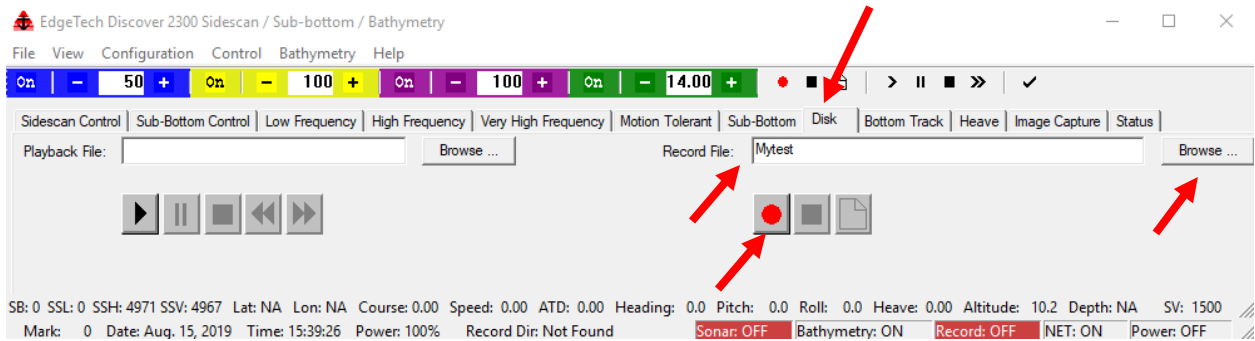 EdgeTech Discover 2300 Sidescan / Sub-bottom / Bathymetry
File View Configuration Control Bathymetry Help
On - 50 + On - 100 + On - 100 + On - 14.00 +
Sidescan Control Sub-Bottom Control Low Frequency High Frequency Very High Frequency Motion Tolerant Sub-Bottom Disk Bottom Track Heave Image Capture Status
Playback File: Browse ... Record File: Mytest Browse ...
SB: 0 SSL: 0 SSH: 4971 SSV: 4967 Lat: NA Lon: NA Course: 0.00 Speed: 0.00 ATD: 0.00 Heading: 0.0 Pitch: 0.0 Roll: 0.0 Heave: 0.00 Altitude: 10.2 Depth: NA SV: 1500
Mark: 0 Date: Aug. 15, 2019 Time: 15:39:26 Power: 100% Record Dir: Not Found Sonar: OFF Bathymetry: ON Record: OFF NET: ON Power: OFF